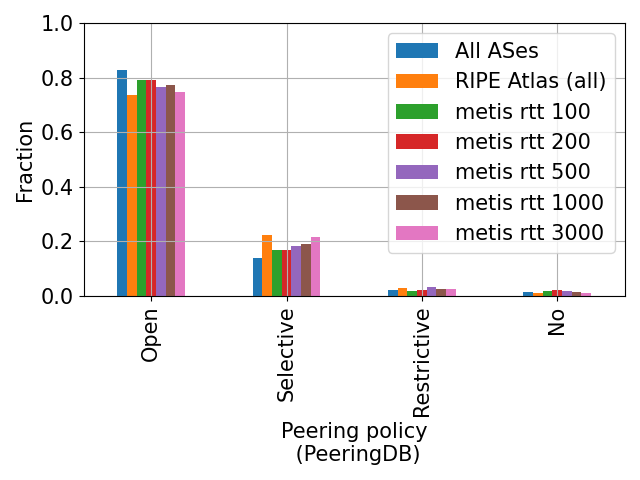 1.0
0.8
0.6
0.4
0.2
0.0
Fraction
All ASes
RIPE Atlas (all)
metis rtt 100
metis rtt 200
metis rtt 500
metis rtt 1000
metis rtt 3000
Open
Selective
Restrictive
No
Peering policy
(PeeringDB)